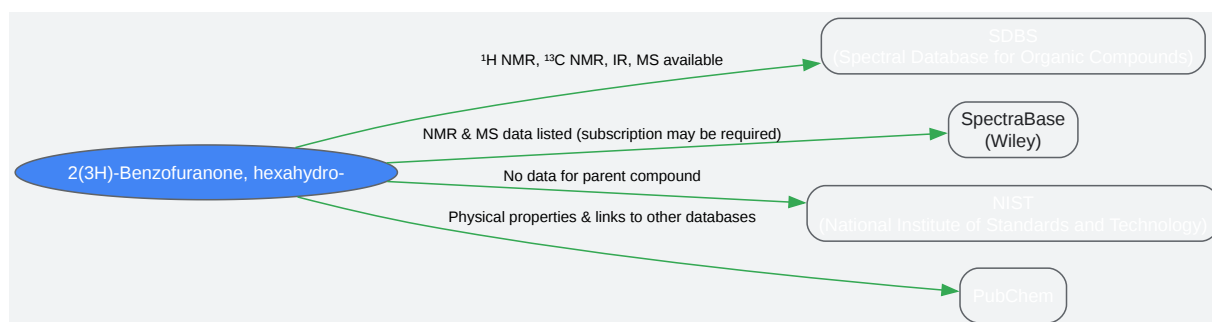 SDBS
(Spectral Database for Organic Compounds)
¹H NMR, ¹³C NMR, IR, MS available
SpectraBase
(Wiley)
NMR & MS data listed (subscription may be required)
2(3H)-Benzofuranone, hexahydro-
No data for parent compound
NIST
(National Institute of Standards and Technology)
Physical properties & links to other databases
PubChem